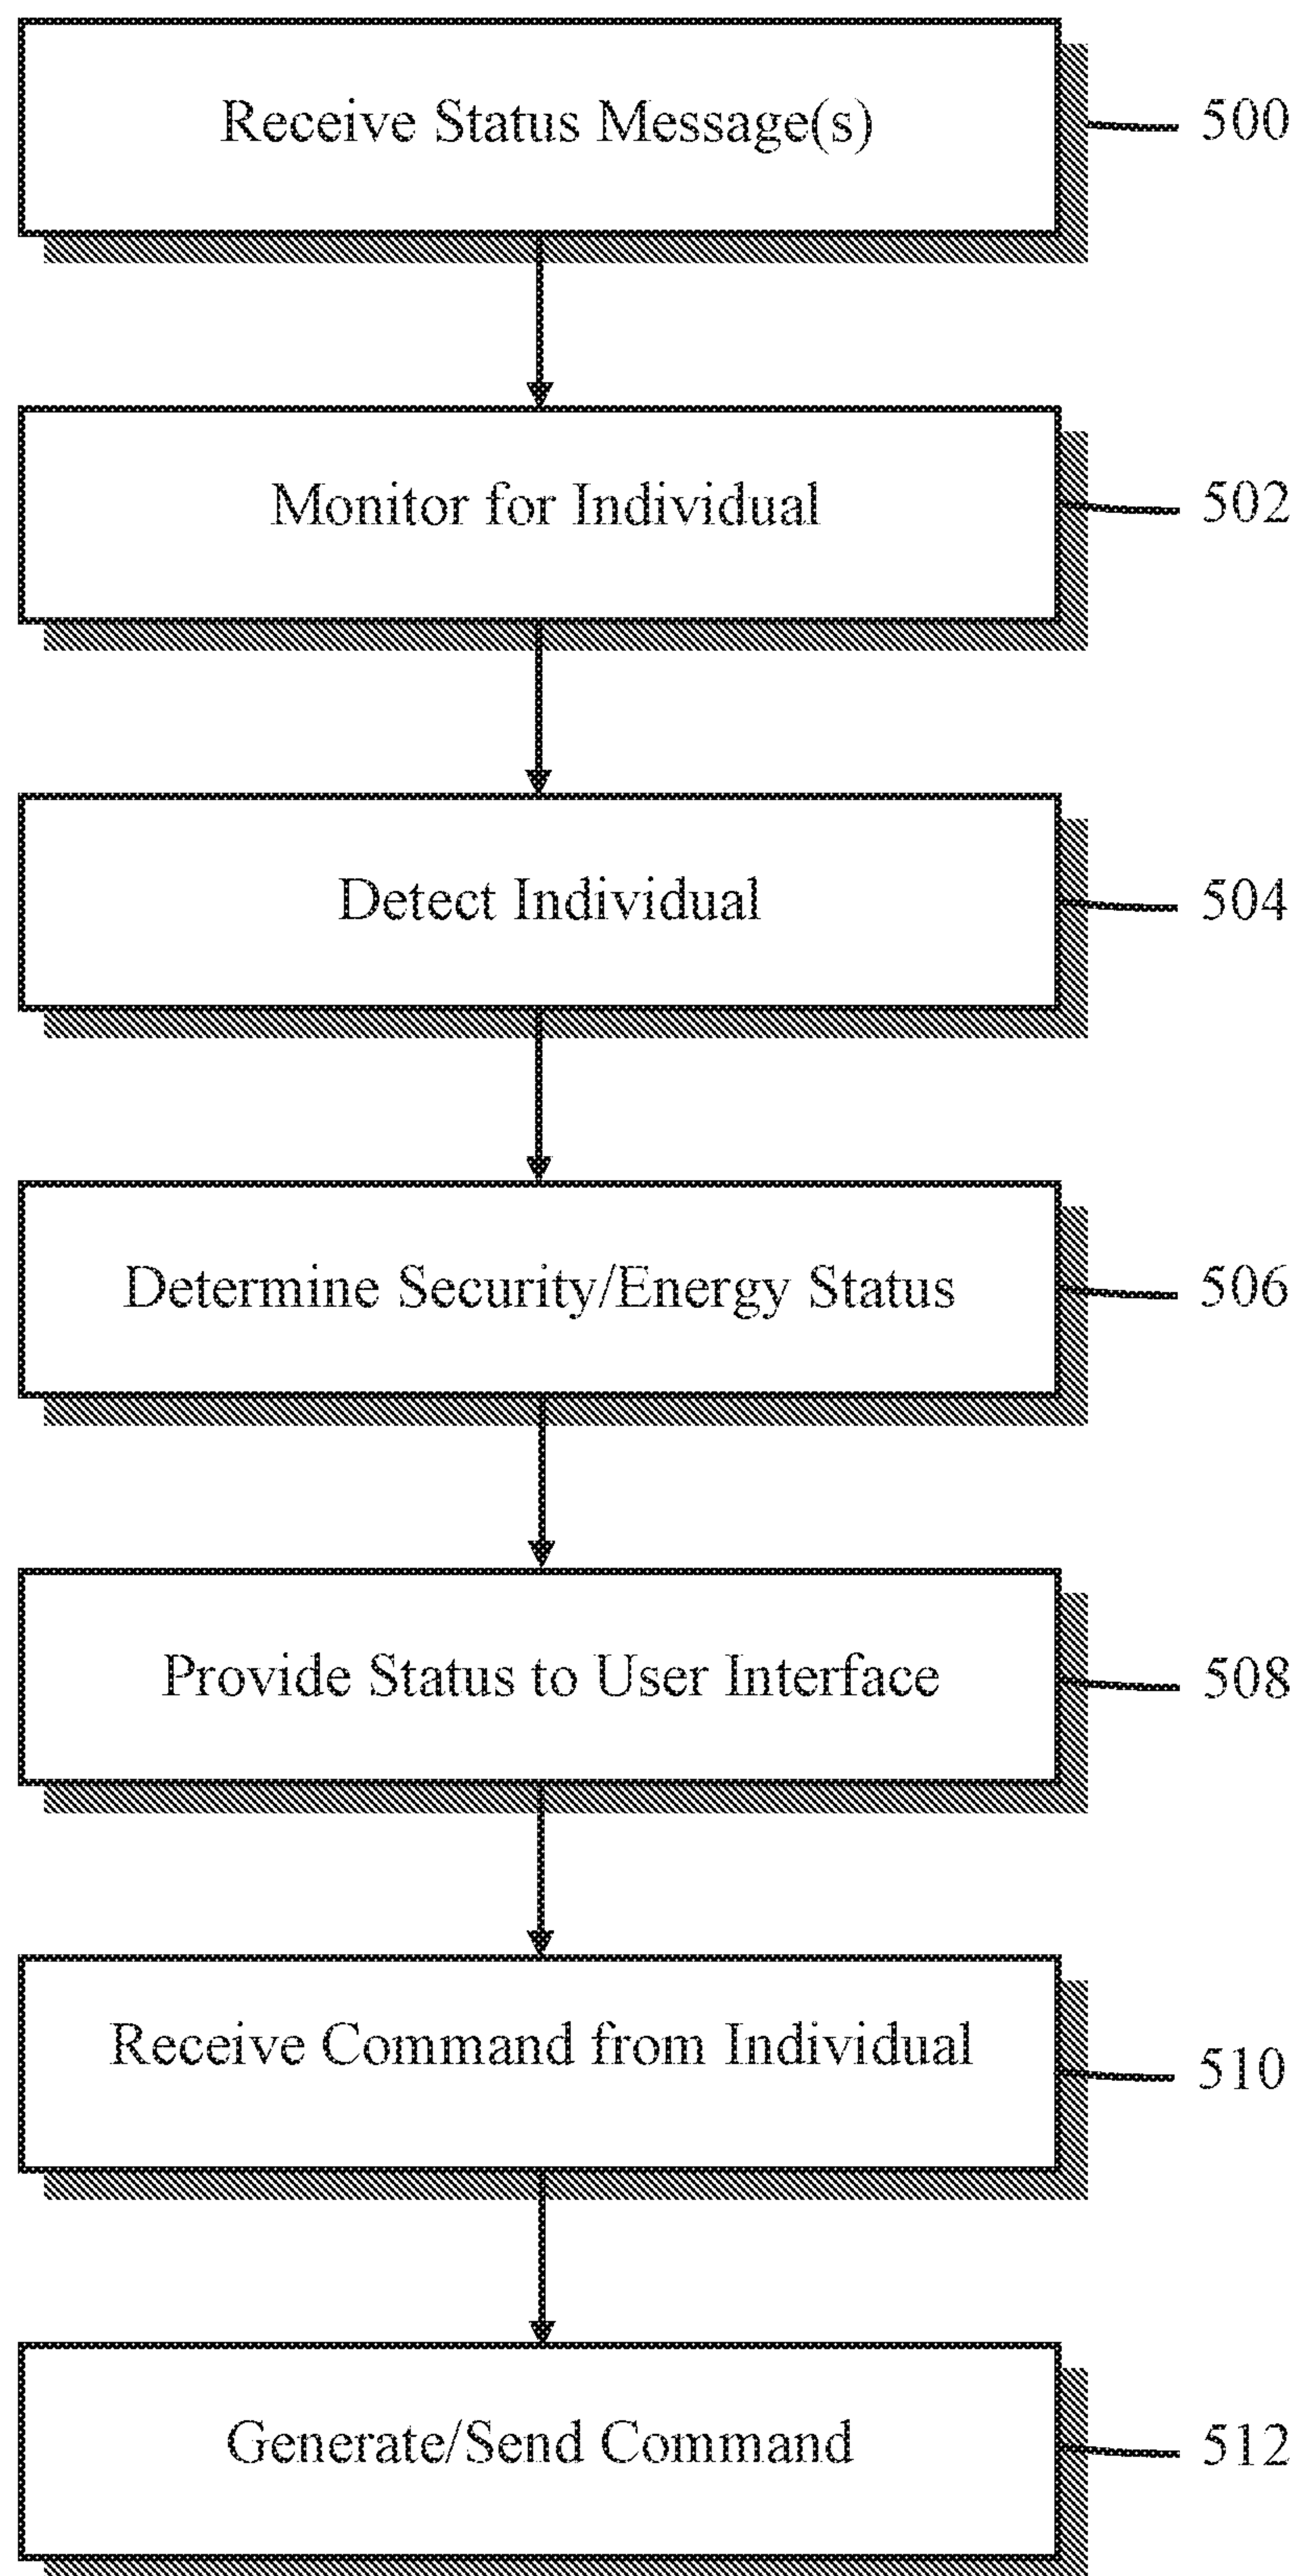 Receive Status Message(s)
500
Monitor for Individual
502
Detect Individual
504
Determine Security/Energy Status
506
Provide Status to User Interface
508
Receive Command from Individual
510
Generate/Send Command
512